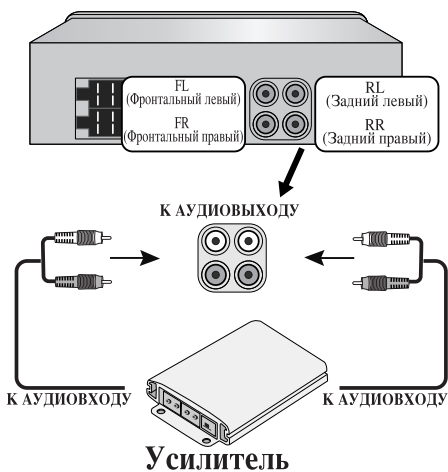 FL
(Фронтальный левый)
FR
(Фронтальный правый)
RL
(Задний левый)
RR
(Задний правый)
К АУДИОВЫХОДУ
К АУДИОВХОДУ
К АУДИОВХОДУ
Усилитель